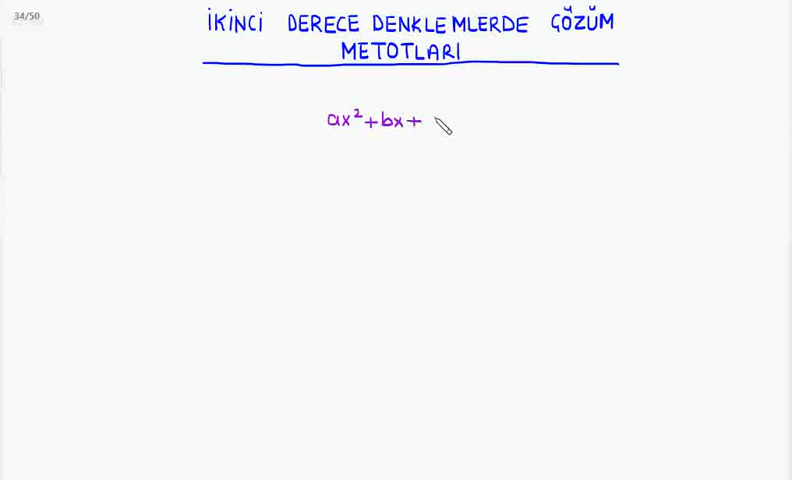 34/50
İKİNCİ DERECE DENKLEMLERDE ÇÖZÜM
METOTLARI
ax²+bx+